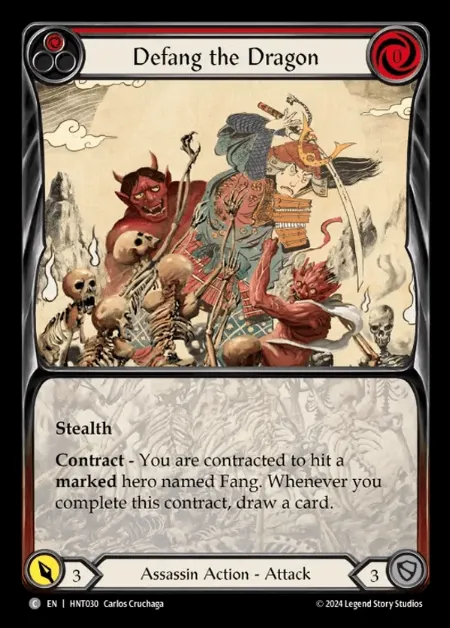 Defang the Dragon
0
Stealth
Contract - You are contracted to hit a
marked hero named Fang. Whenever you
complete this contract, draw a card.
3
Assassin Action - Attack
3
C EN | HNT030 Carlos Cruchaga
© 2024 Legend Story Studios